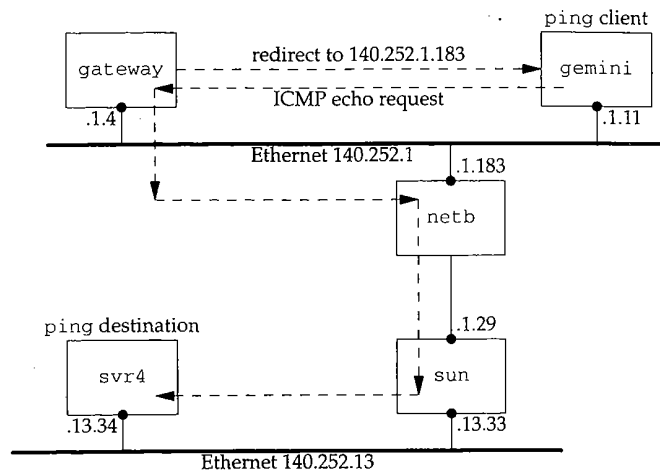 ping client
redirect to 140.252.1.183
gateway
gemini
ICMP echo request
.1.4
.1.11
Ethernet 140.252.1
.1.183
netb
.1.29
ping destination
svr4
sun
.13.34
.13.33
Ethernet 140.252.13